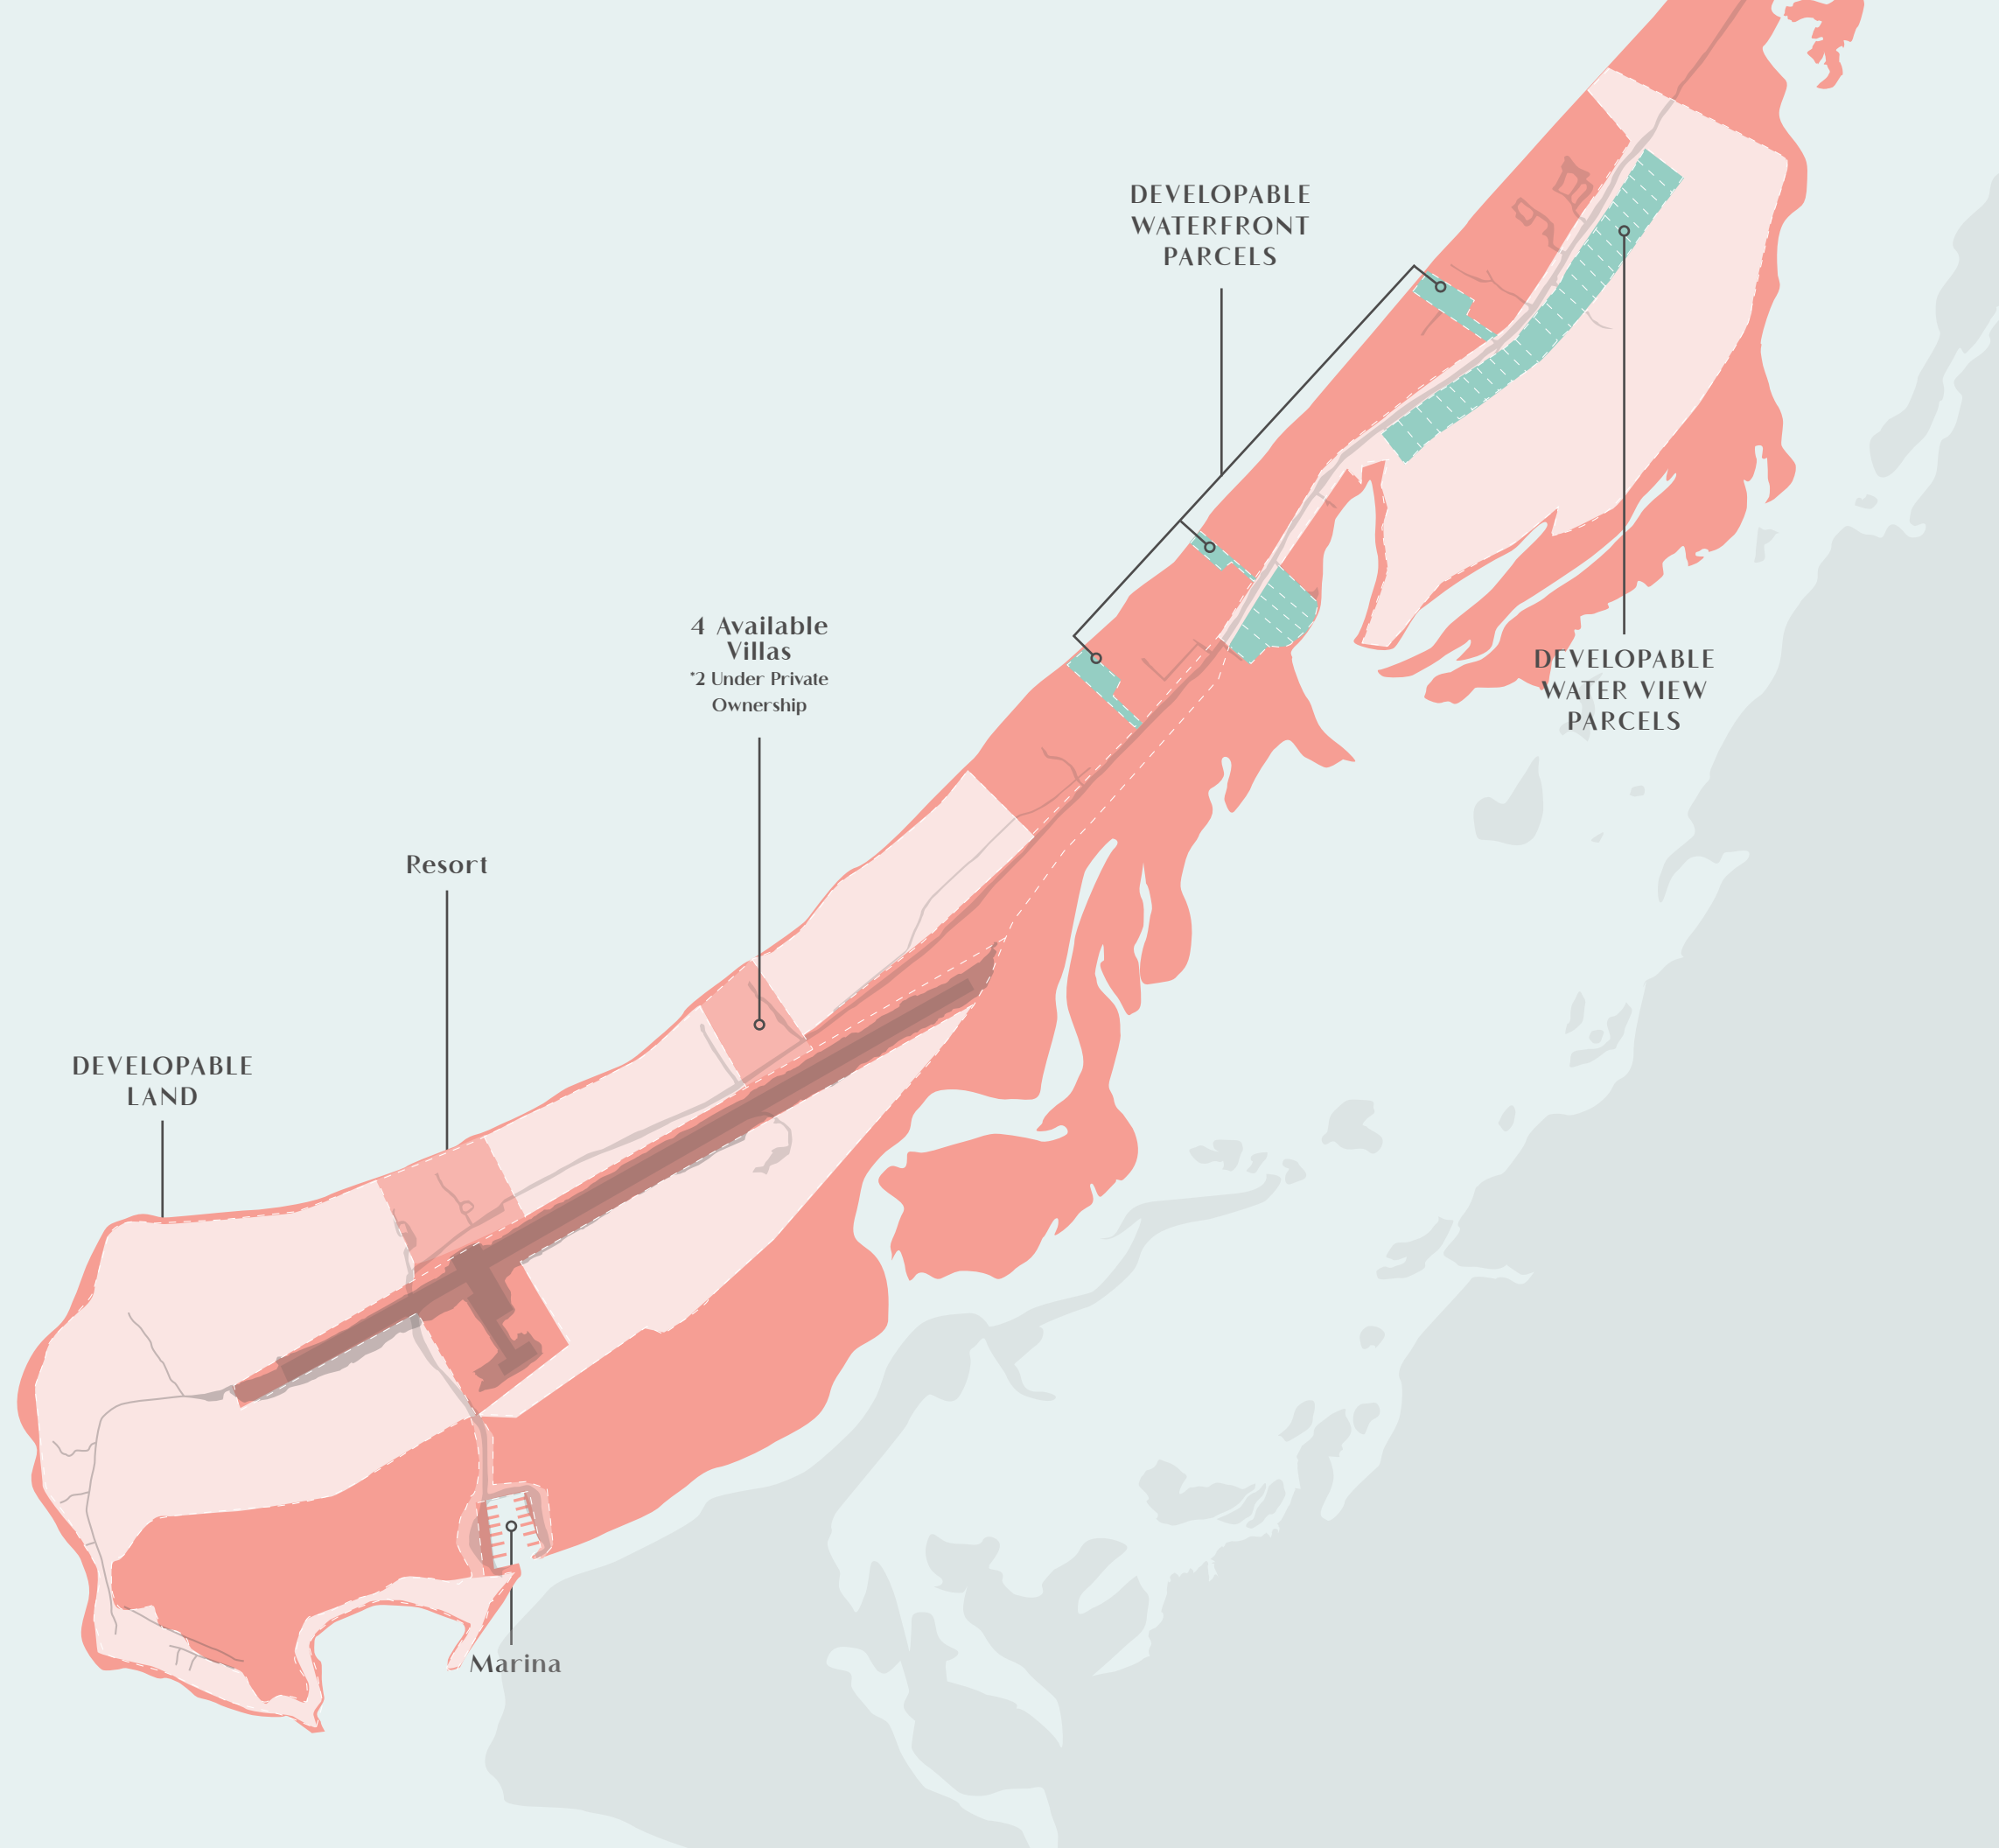 DEVELOPABLE
WATERFRONT
PARCELS
4 Available
Villas
*2 Under Private
Ownership
DEVELOPABLE
WATER VIEW
PARCELS
Resort
DEVELOPABLE
LAND
Marina